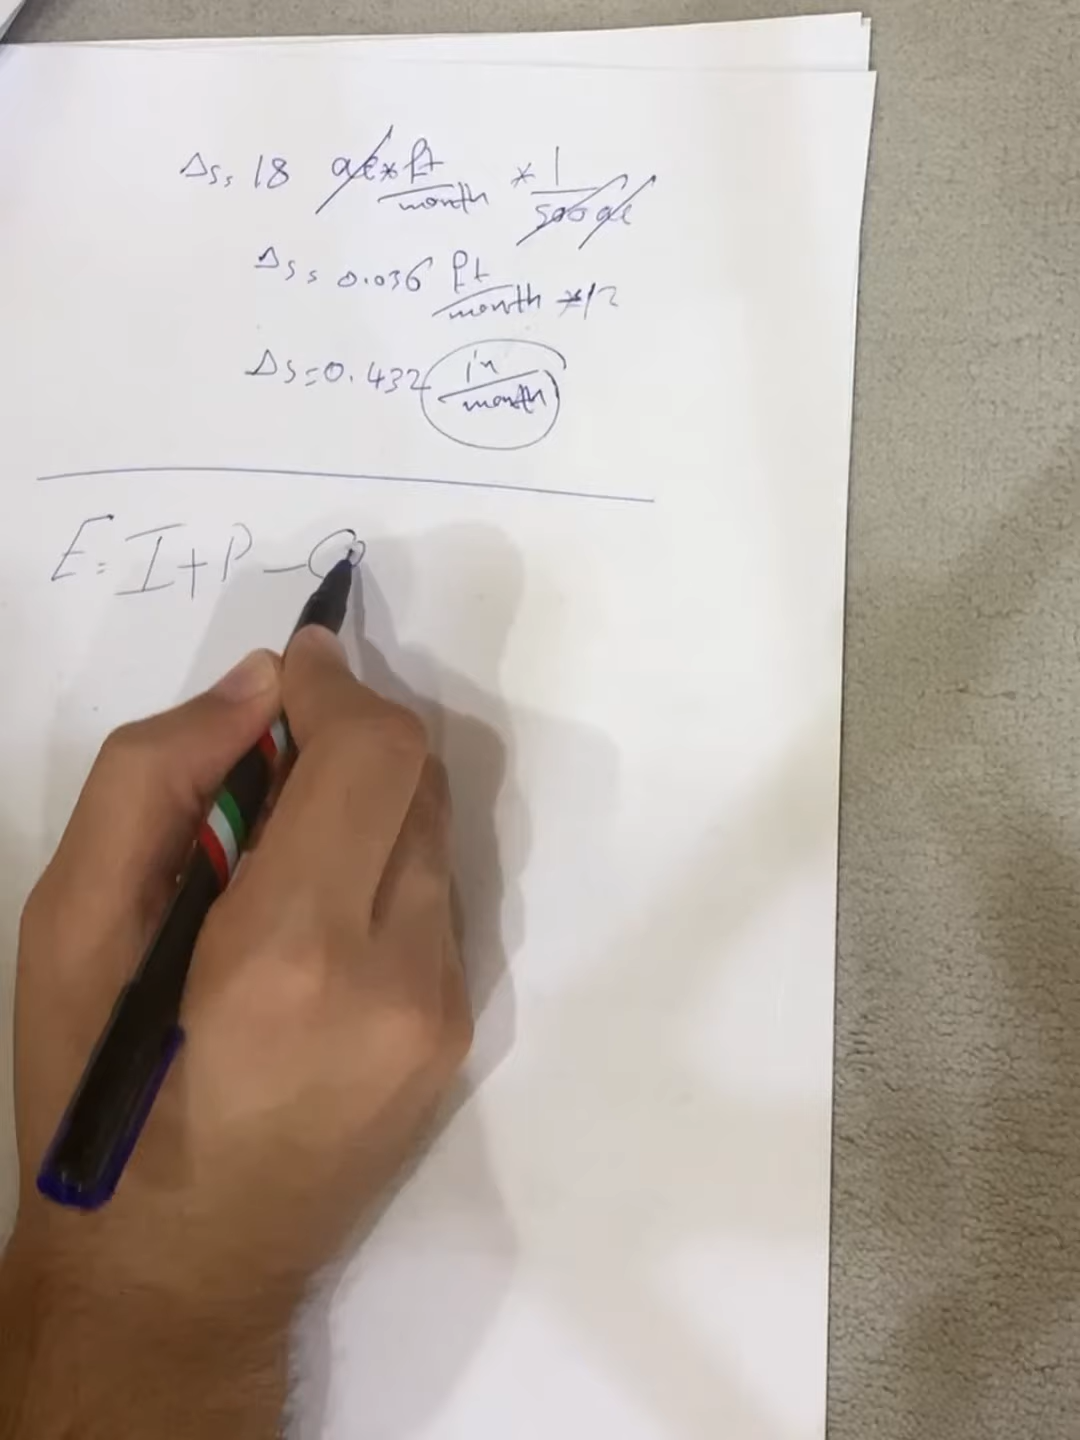 ΔS = 18 ac*ft/month * 1/500 ac
ΔS = 0.036 ft/month *12
ΔS = 0.432 in/month
E = I + P - O